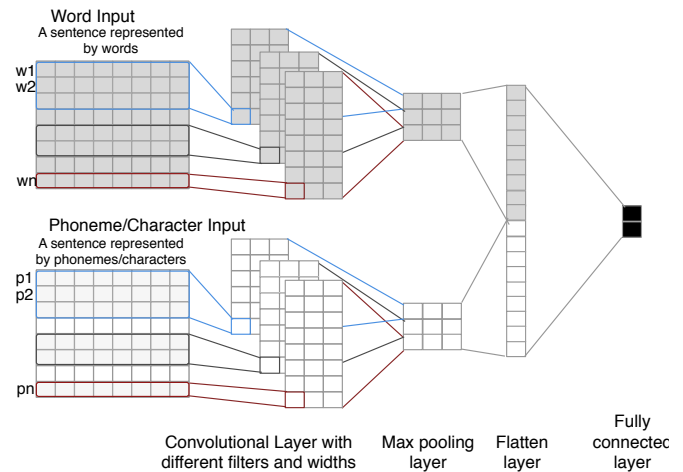 Word Input
A sentence represented
by words
w1
w2
wn
Phoneme/Character Input
A sentence represented
by phonemes/characters
p1
p2
pn
Convolutional Layer with
different filters and widths
Max pooling
layer
Flatten
layer
Fully
connected
layer